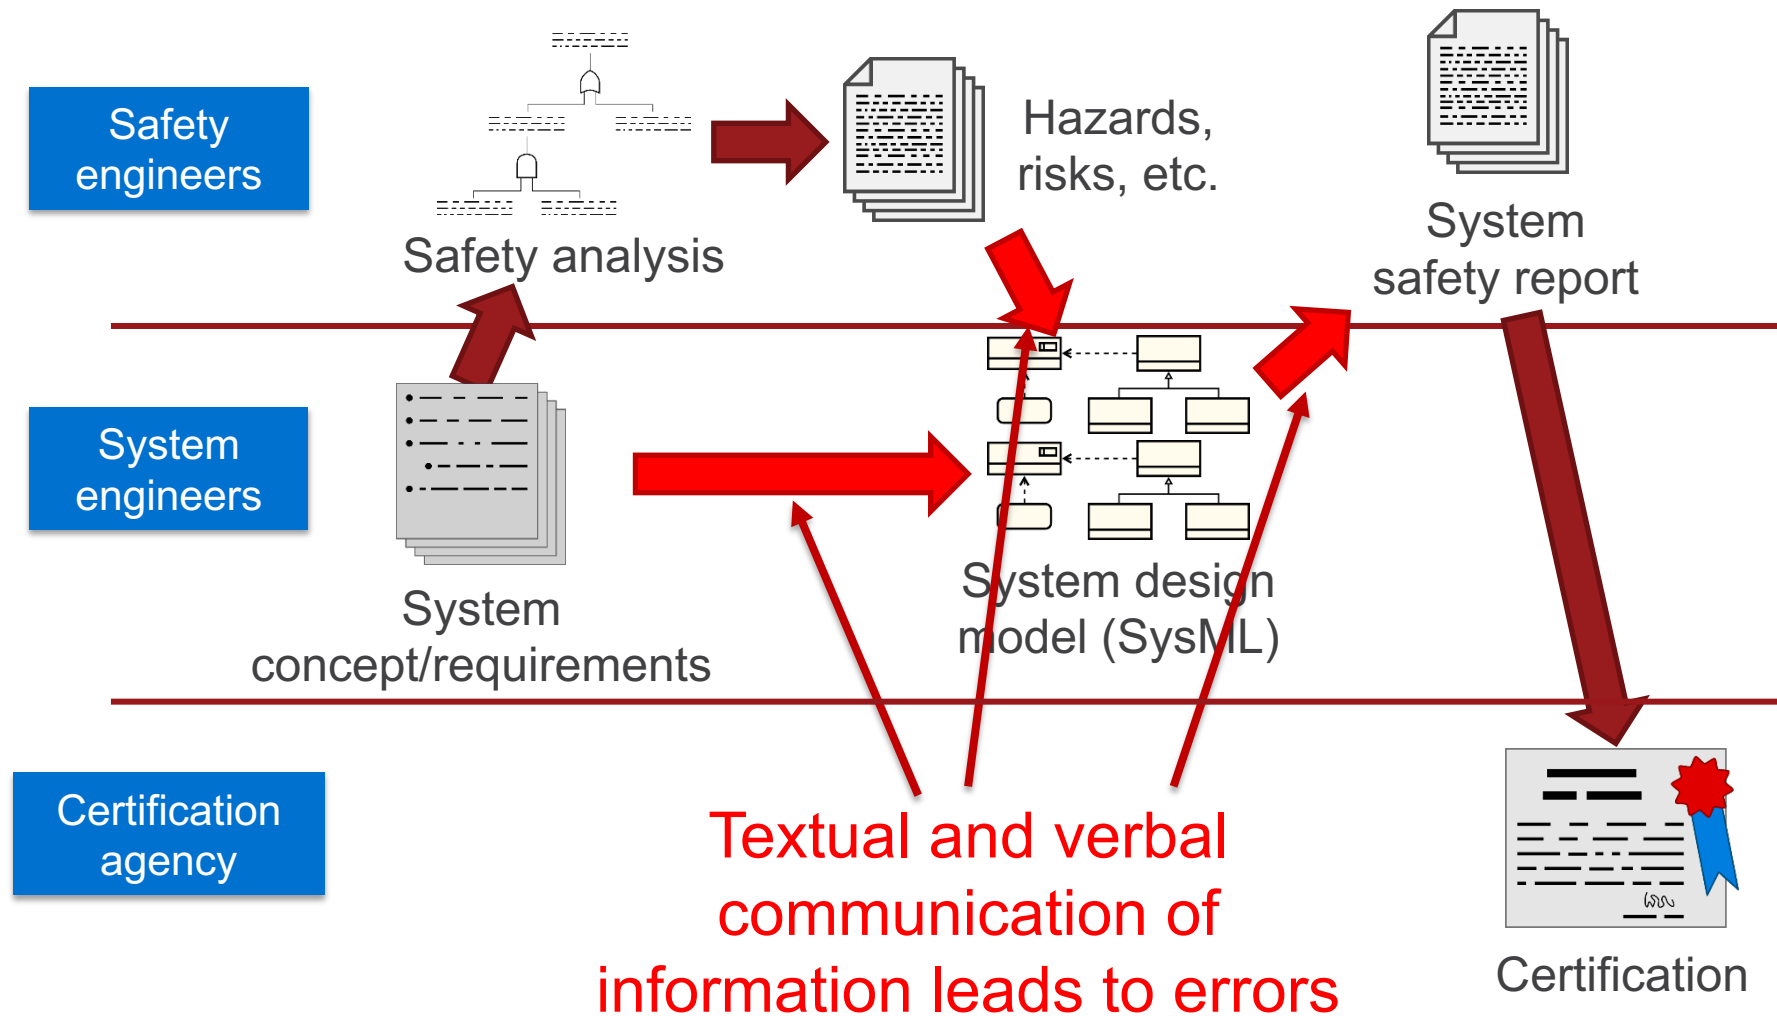 Safety
engineers
Safety analysis
Hazards,
risks, etc.
System
safety report
System
engineers
System
concept/requirements
System design
model (SysML)
Certification
agency
Textual and verbal
communication of
information leads to errors
Certification